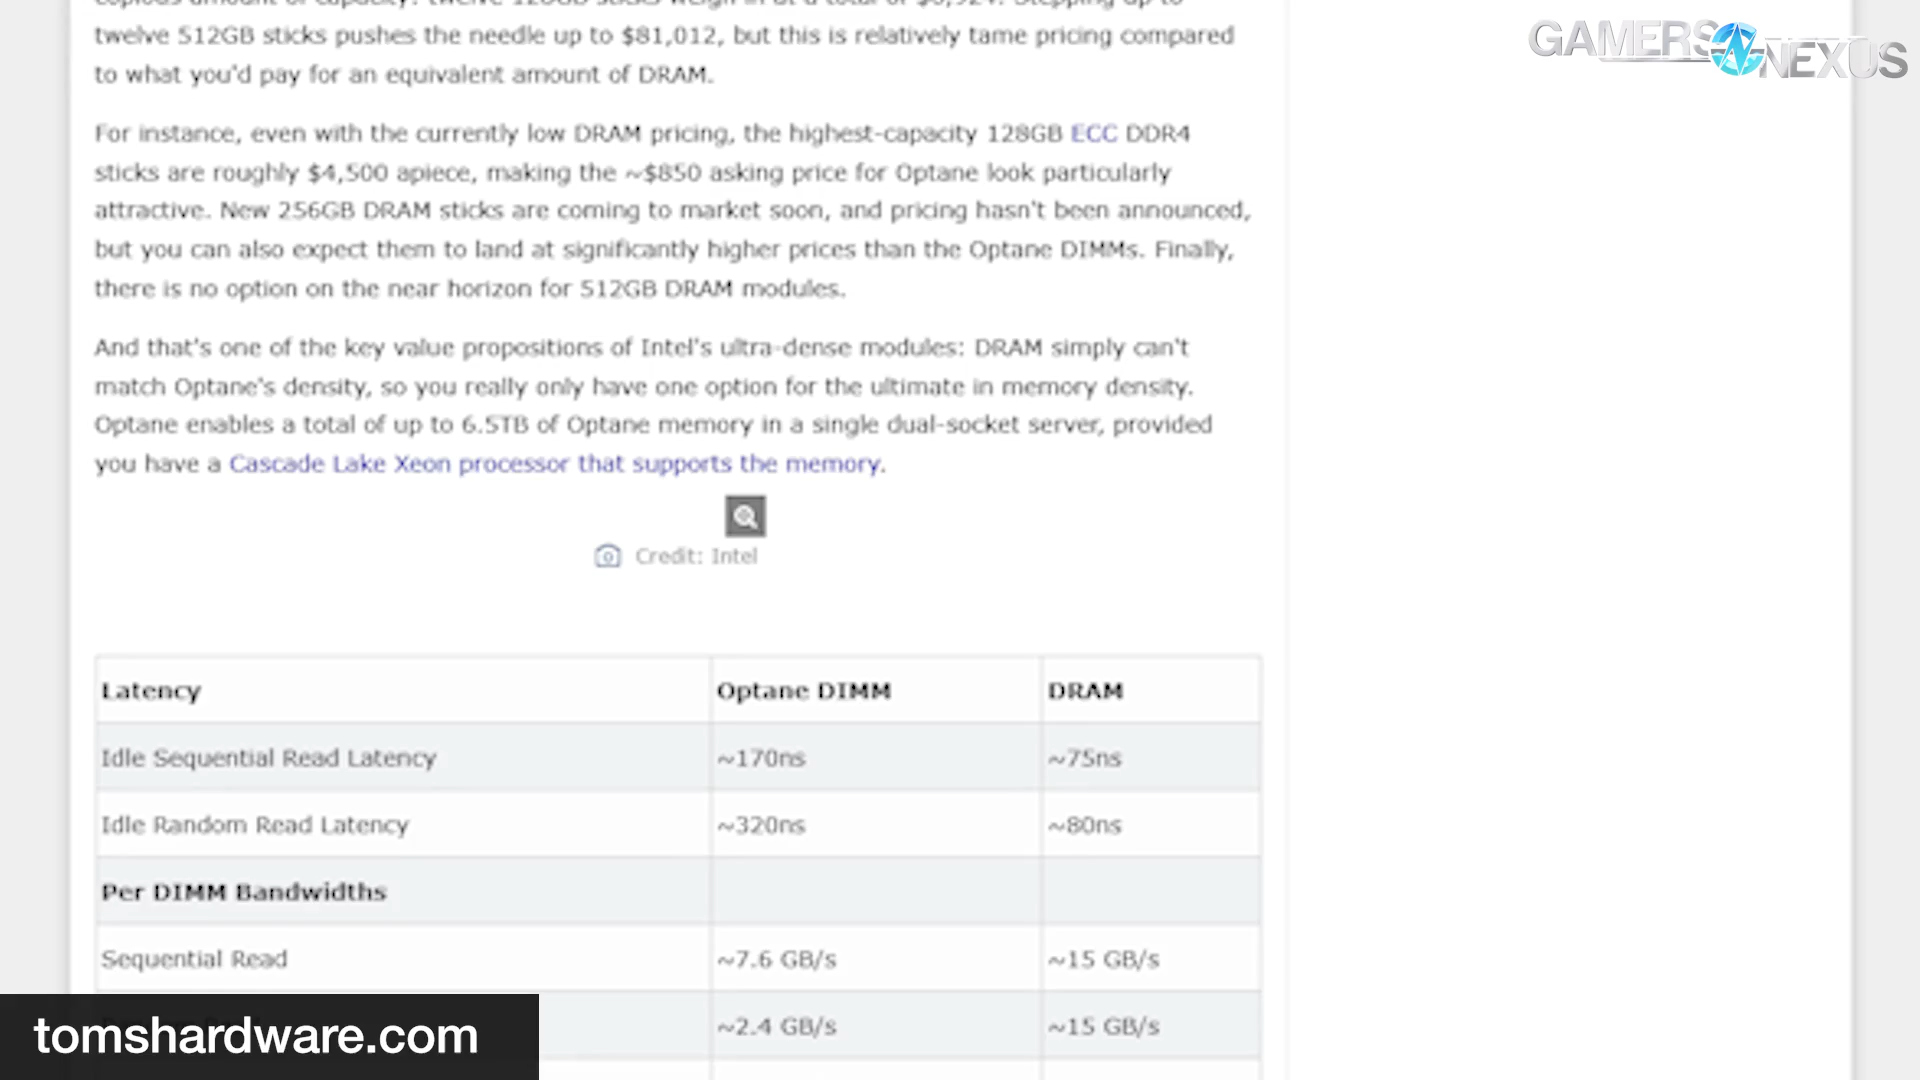 GAMERS NEXUS
twelve 512GB sticks pushes the needle up to $81,012, but this is relatively tame pricing compared
to what you'd pay for an equivalent amount of DRAM.
For instance, even with the currently low DRAM pricing, the highest-capacity 128GB ECC DDR4
sticks are roughly $4,500 apiece, making the ~$850 asking price for Optane look particularly
attractive. New 256GB DRAM sticks are coming to market soon, and pricing hasn't been announced,
but you can also expect them to land at significantly higher prices than the Optane DIMMs. Finally,
there is no option on the near horizon for 512GB DRAM modules.
And that's one of the key value propositions of Intel's ultra-dense modules: DRAM simply can't
match Optane's density, so you really only have one option for the ultimate in memory density.
Optane enables a total of up to 6.5TB of Optane memory in a single dual-socket server, provided
you have a Cascade Lake Xeon processor that supports the memory.
Credit: Intel
Latency Optane DIMM DRAM
Idle Sequential Read Latency ~170ns ~75ns
Idle Random Read Latency ~320ns ~80ns
Per DIMM Bandwidths
Sequential Read ~7.6 GB/s ~15 GB/s
~2.4 GB/s ~15 GB/s
tomshardware.com